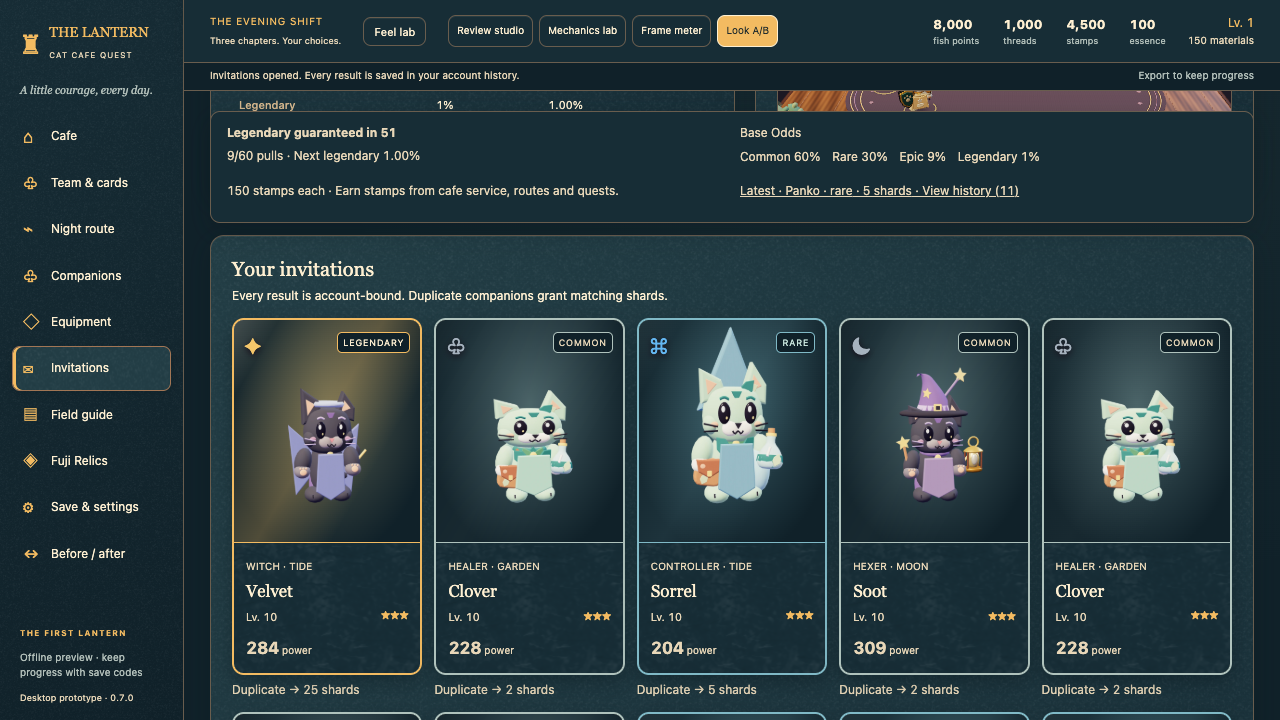 THE LANTERN
CAT CAFE QUEST
A little courage, every day.
Cafe
Team & cards
Night route
Companions
Equipment
Invitations
Field guide
Fuji Relics
Save & settings
Before / after
THE FIRST LANTERN
Offline preview · keep
progress with save codes
Desktop prototype · 0.7.0
THE EVENING SHIFT
Three chapters. Your choices.
Feel lab
Review studio
Mechanics lab
Frame meter
Look A/B
8,000 fish points
1,000 threads
4,500 stamps
100 essence
Lv. 1
150 materials
Invitations opened. Every result is saved in your account history.
Export to keep progress
Legendary 1% 1.00%
Legendary guaranteed in 51
9/60 pulls · Next legendary 1.00%
150 stamps each · Earn stamps from cafe service, routes and quests.
Base Odds
Common 60% Rare 30% Epic 9% Legendary 1%
Latest · Panko · rare · 5 shards · View history (11)
Your invitations
Every result is account-bound. Duplicate companions grant matching shards.
LEGENDARY
WITCH · TIDE
Velvet
Lv. 10
284 power
Duplicate → 25 shards
COMMON
HEALER · GARDEN
Clover
Lv. 10
228 power
Duplicate → 2 shards
RARE
CONTROLLER · TIDE
Sorrel
Lv. 10
204 power
Duplicate → 5 shards
COMMON
HEXER · MOON
Soot
Lv. 10
309 power
Duplicate → 2 shards
COMMON
HEALER · GARDEN
Clover
Lv. 10
228 power
Duplicate → 2 shards